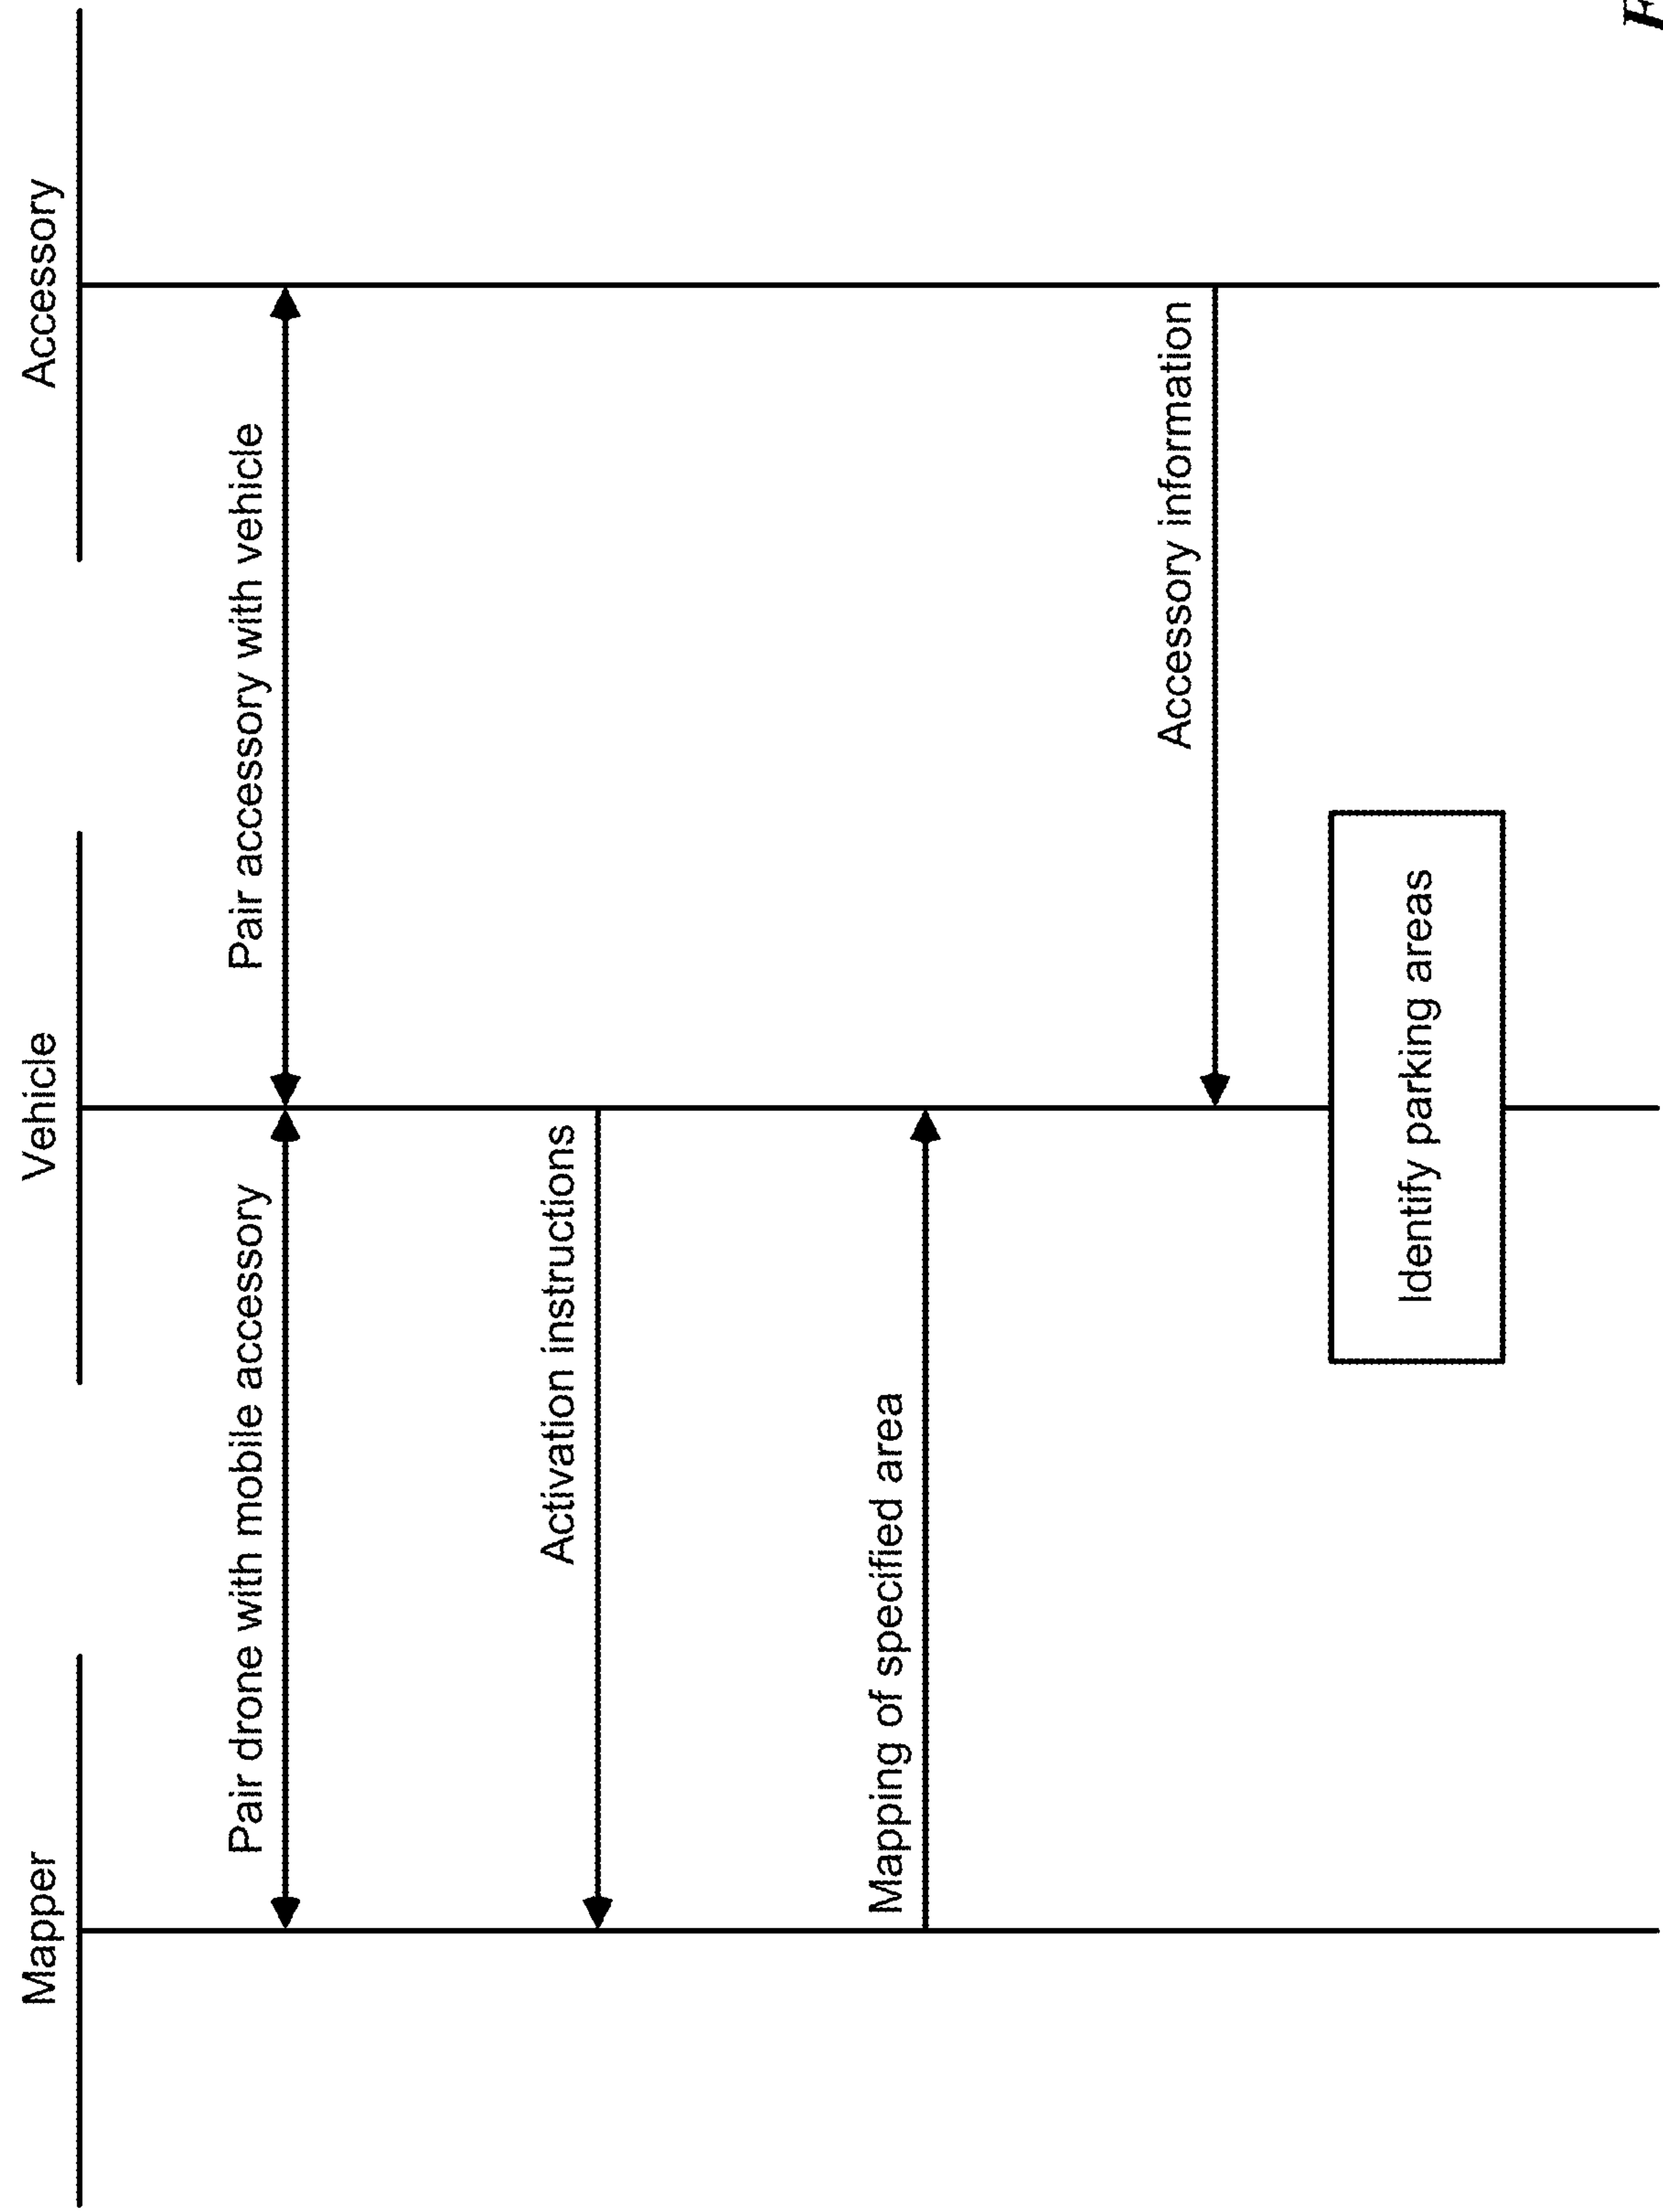 Mapper
Vehicle
Accessory
Pair drone with mobile accessory
Pair accessory with vehicle
Activation instructions
Mapping of specified area
Accessory information
Identify parking areas